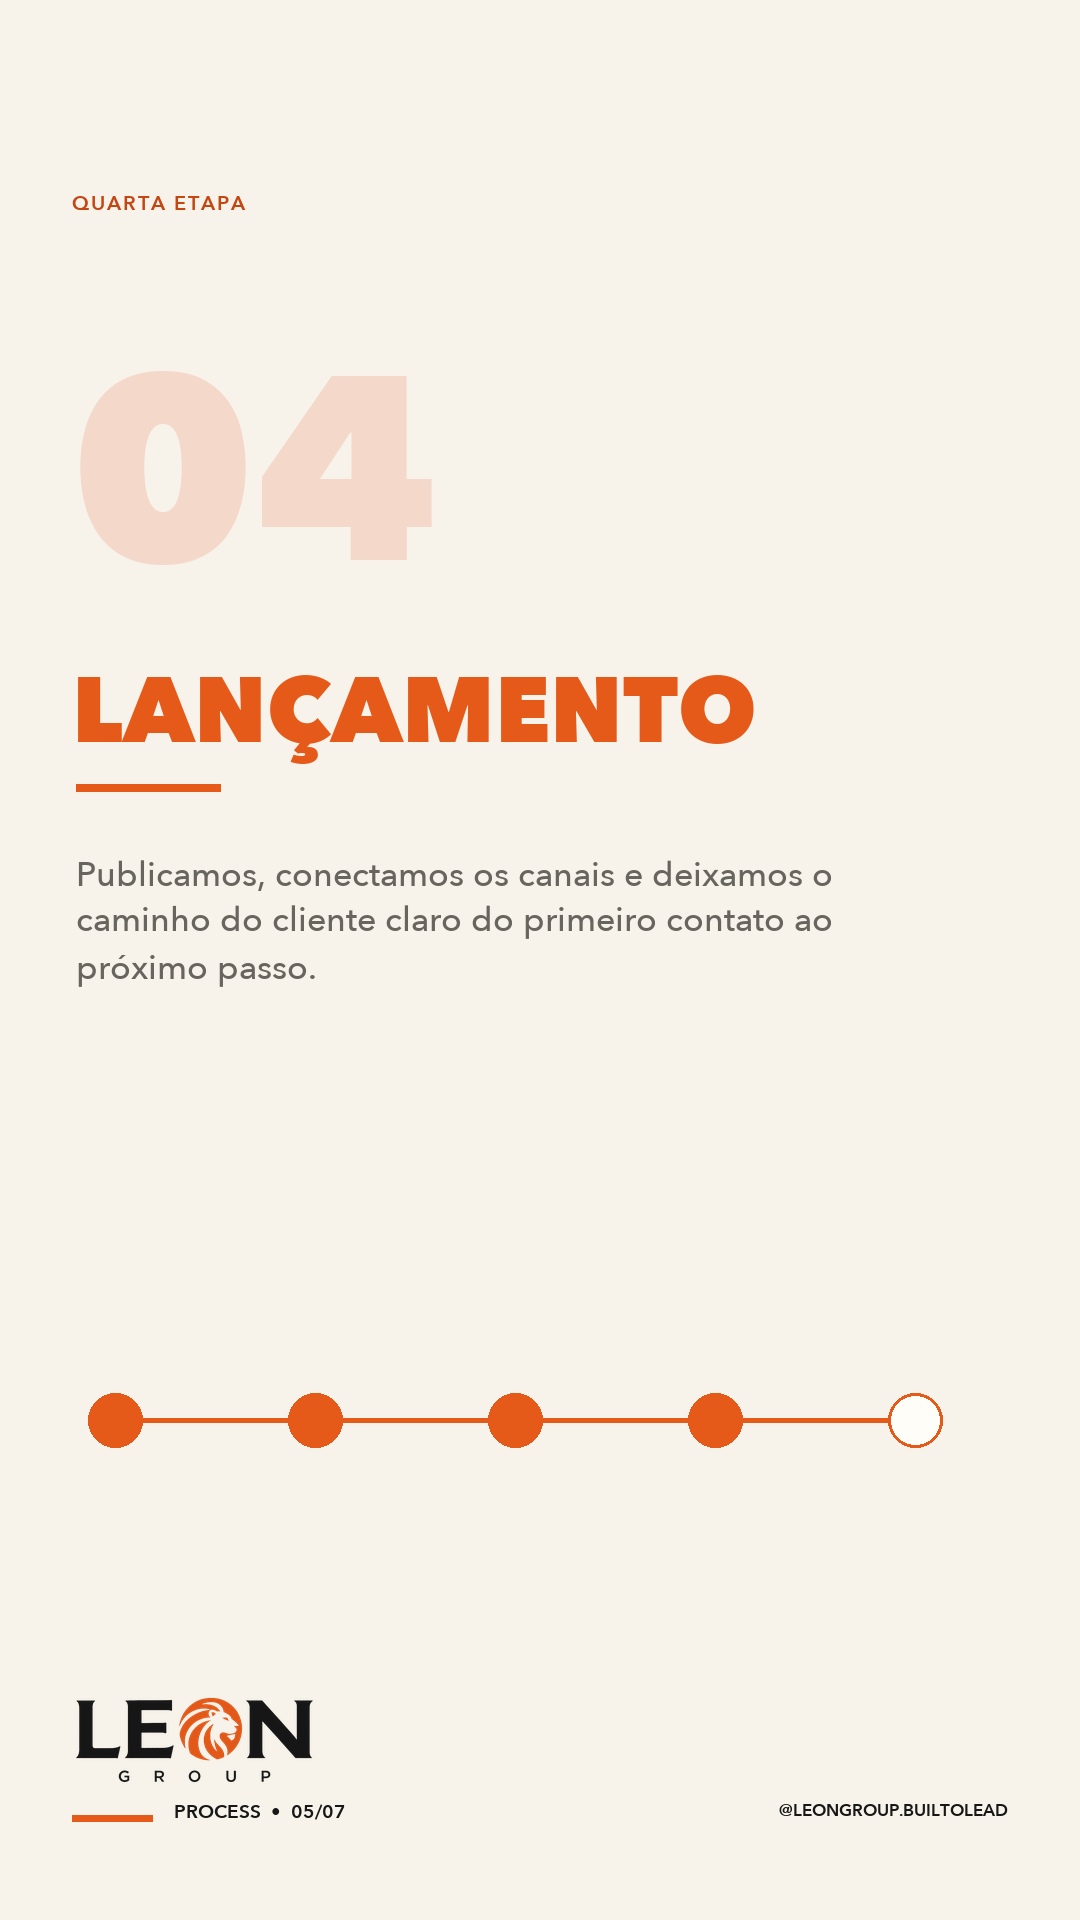 QUARTA ETAPA
04
LANÇAMENTO
Publicamos, conectamos os canais e deixamos o
caminho do cliente claro do primeiro contato ao
próximo passo.
LEON
GROUP
PROCESS • 05/07
@LEONGROUP.BUILTOLEAD